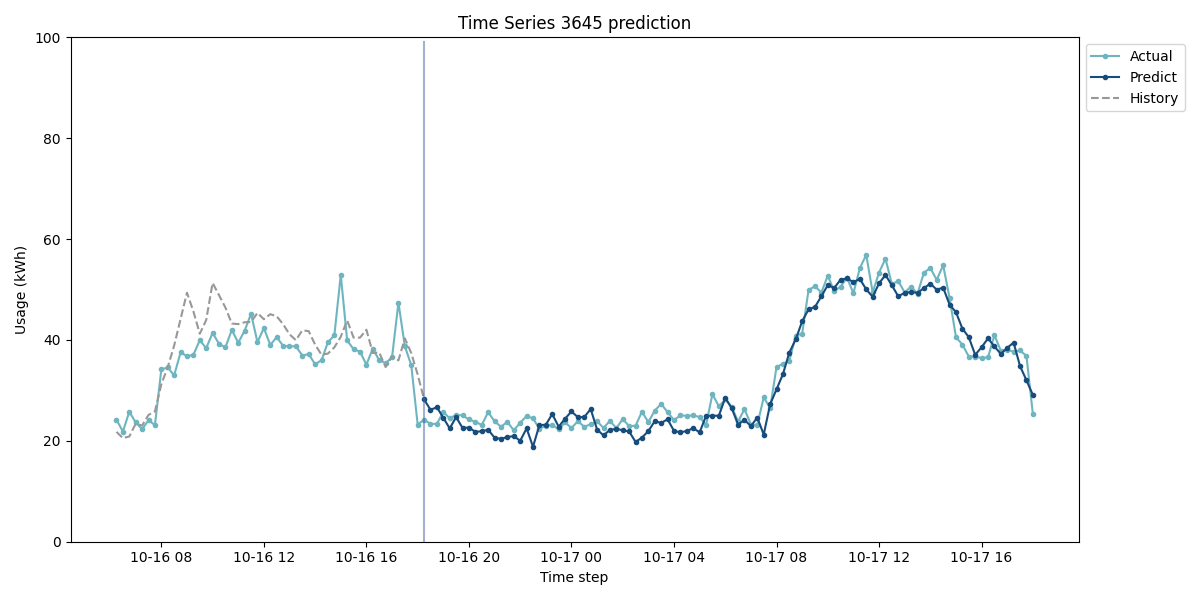 Time Series 3645 prediction
100
80
60
40
20
0
Usage (kWh)
10-16 08
10-16 12
10-16 16
10-16 20
10-17 00
10-17 04
10-17 08
10-17 12
10-17 16
Time step
Actual
Predict
History